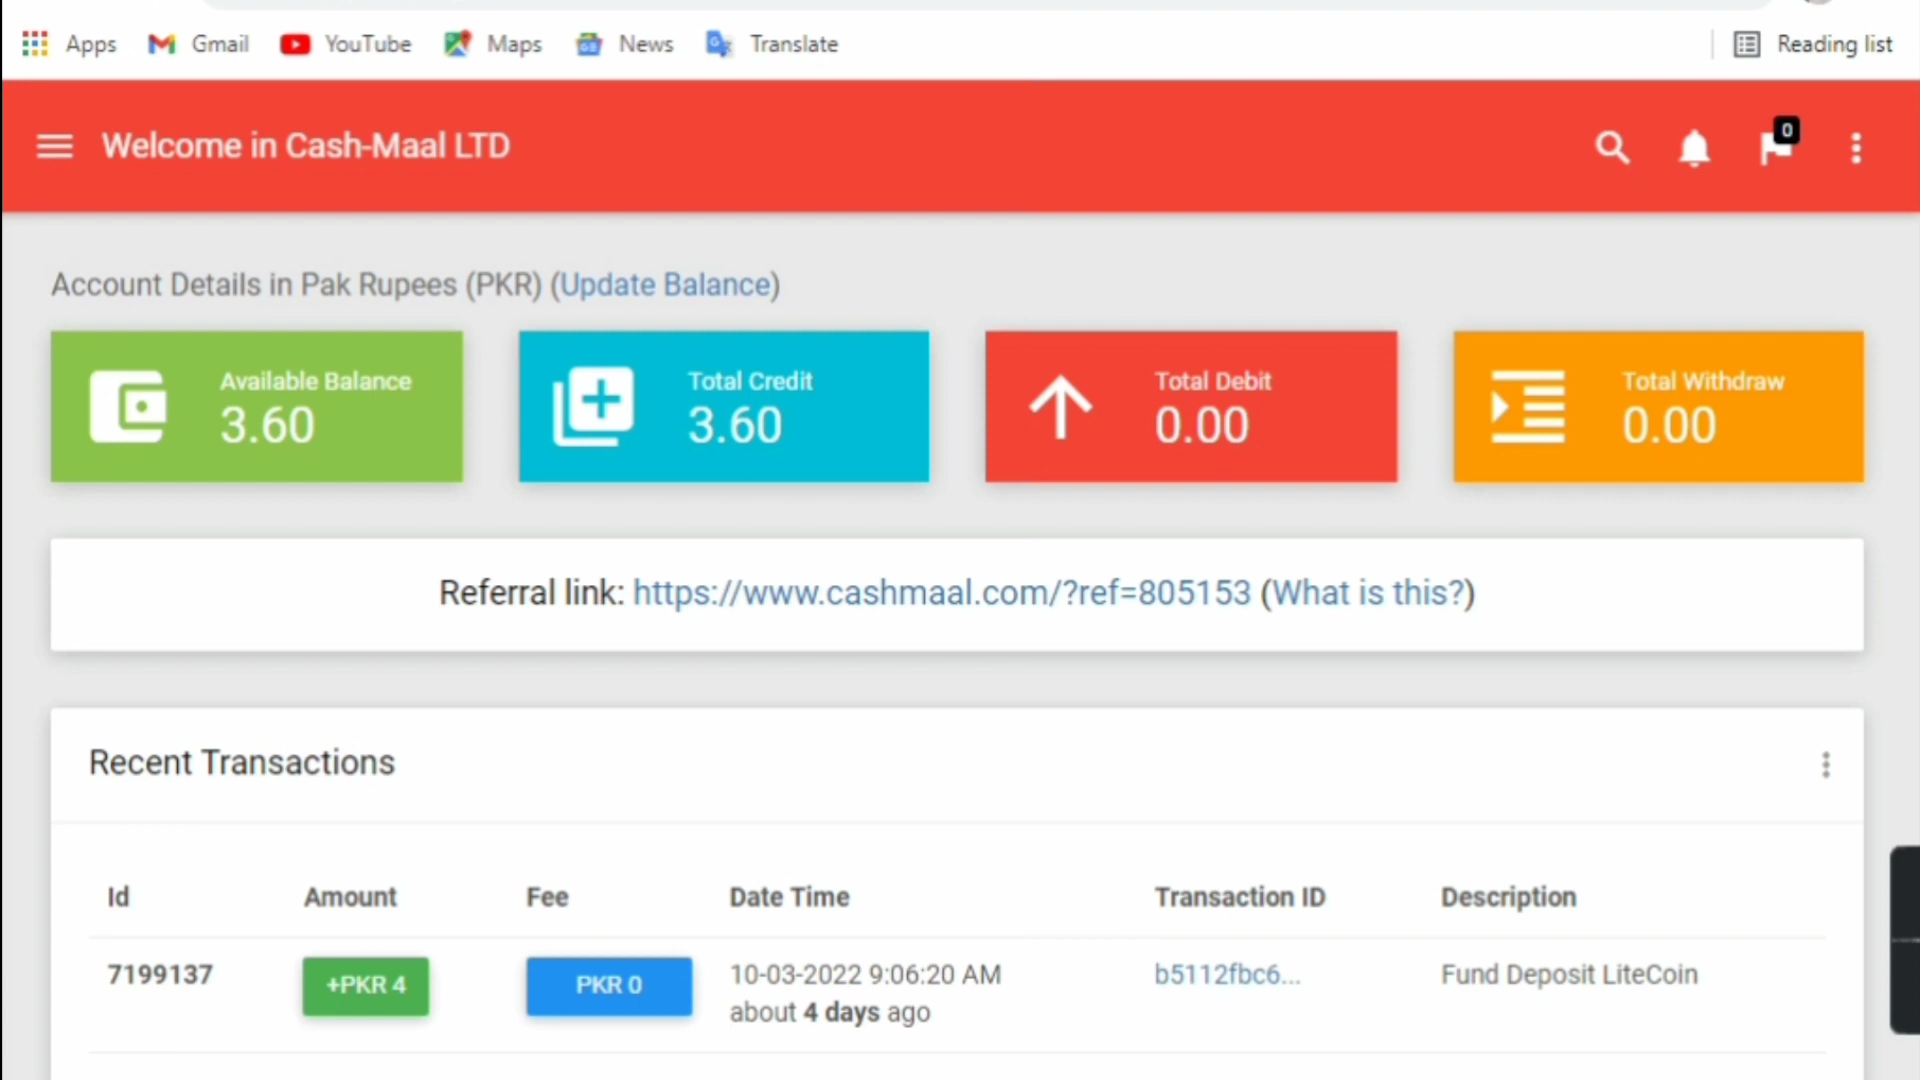 Apps Gmail YouTube Maps News Translate Reading list
Welcome in Cash-Maal LTD 0
Account Details in Pak Rupees (PKR) (Update Balance)
Available Balance Total Credit Total Debit Total Withdraw
3.60 3.60 0.00 0.00
Referral link: https://www.cashmaal.com/?ref=805153 (What is this?)
Recent Transactions
Id Amount Fee Date Time Transaction ID Description
7199137 +PKR 4 PKR 0 10-03-2022 9:06:20 AM b5112fbc6... Fund Deposit LiteCoin
about 4 days ago